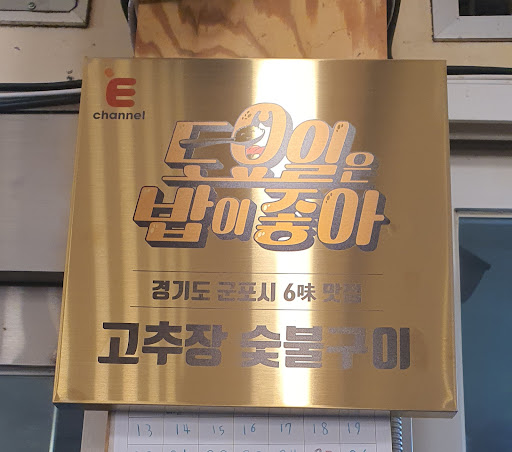 E
channel
토요일은
밥이 좋아
경기도 군포시 6味 맛집
고추장 숯불구이
13 14 15 16 17 18 19